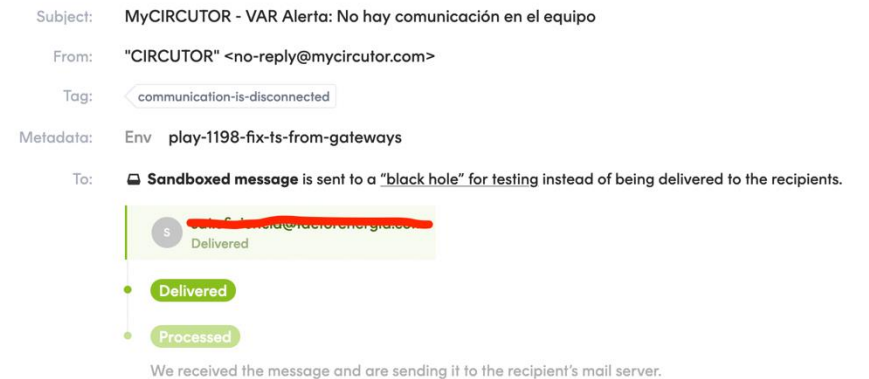 Subject: MyCIRCUTOR - VAR Alerta: No hay comunicación en el equipo
From: "CIRCUTOR" <no-reply@mycircutor.com>
Tag: communication-is-disconnected
Metadata: Env play-1198-fix-ts-from-gateways
To: Sandboxed message is sent to a “black hole” for testing instead of being delivered to the recipients.
S
Delivered
Delivered
Processed
We received the message and are sending it to the recipient’s mail server.